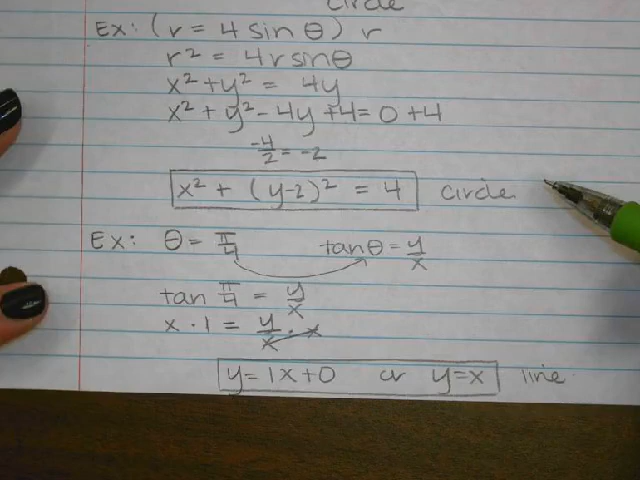 circle
Ex: (r = 4 sin θ) r
r² = 4r sin θ
x² + y² = 4y
x² + y² - 4y + 4 = 0 + 4
-4/2 = -2
x² + (y-2)² = 4 circle
Ex: θ = π/4 tan θ = y/x
tan π/4 = y/x
x · 1 = y/x · x
y = 1x + 0 or y = x line